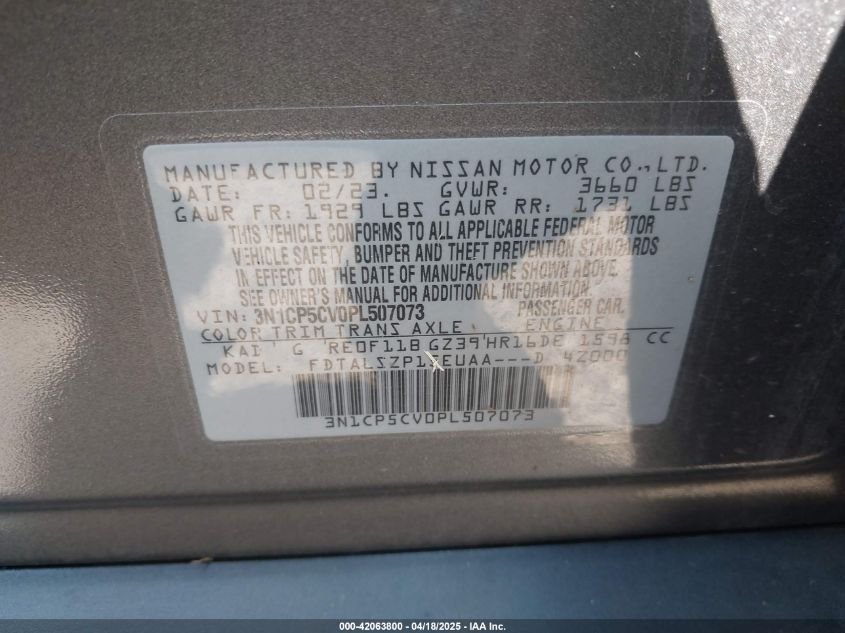 MANUFACTURED BY NISSAN MOTOR CO., LTD.
DATE: 02/23. GVWR: 3660 LBS
GAWR FR: 1929 LBS GAWR RR: 1731 LBS
THIS VEHICLE CONFORMS TO ALL APPLICABLE FEDERAL MOTOR
VEHICLE SAFETY, BUMPER AND THEFT PREVENTION STANDARDS
IN EFFECT ON THE DATE OF MANUFACTURE SHOWN ABOVE.
SEE OWNER'S MANUAL FOR ADDITIONAL INFORMATION.
VIN: 3N1CP5CV0PL507073 PASSENGER CAR.
COLOR TRIM TRANS AXLE ENGINE
KAD G RE0F11B GZ39 HR16DE 1598 CC
MODEL: D 4Z000
3N1CP5CV0PL507073
000-42063800 - 04/18/2025 - IAA Inc.